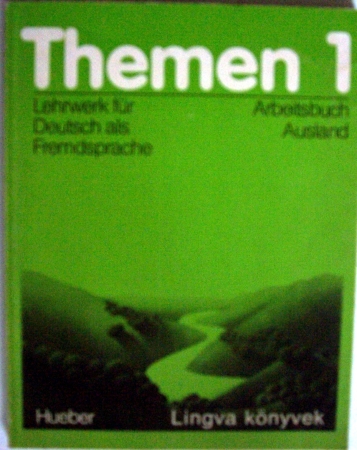 Themen 1
Lehrwerk für
Deutsch als
Fremdsprache
Arbeitsbuch
Ausland
Hueber
Lingva könyvek